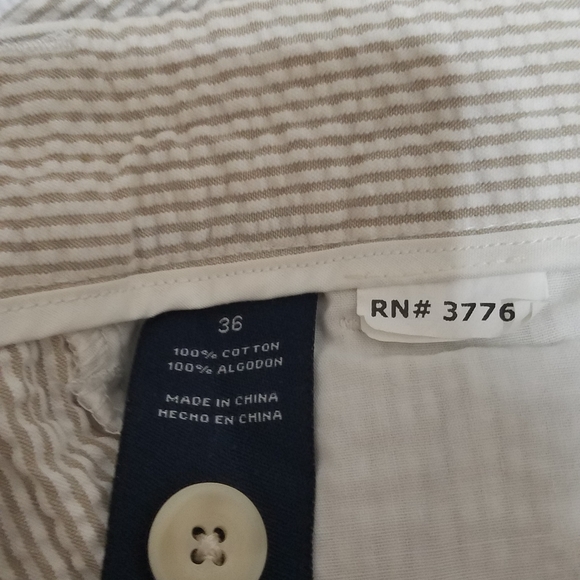 36
100% COTTON
100% ALGODON
MADE IN CHINA
HECHO EN CHINA
RN# 3776